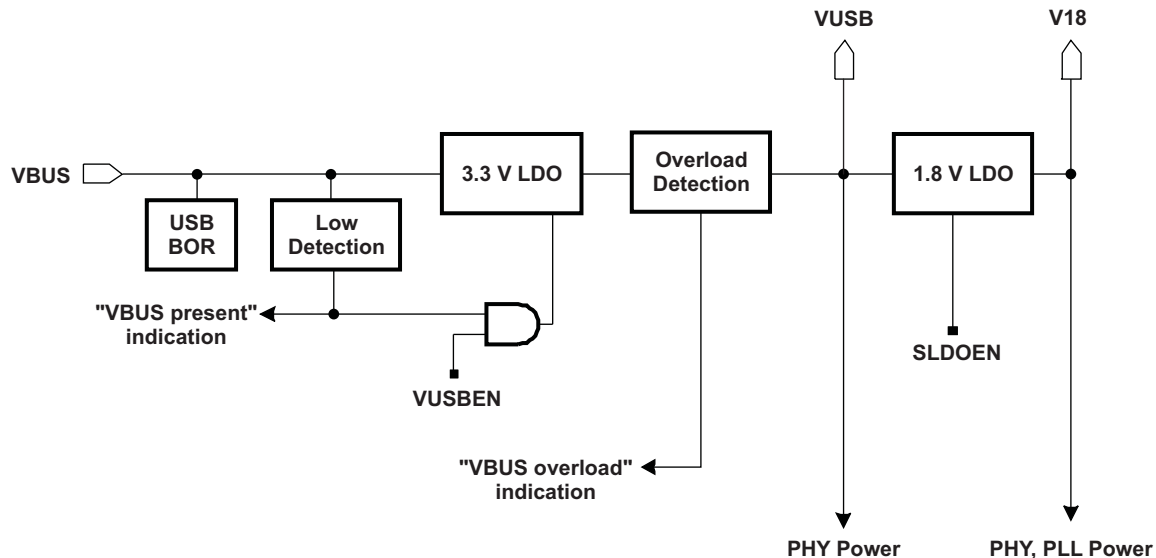 VUSB
V18
VBUS
USB
BOR
Low
Detection
3.3 V LDO
Overload
Detection
1.8 V LDO
"VBUS present"
indication
VUSBEN
SLDOEN
"VBUS overload"
indication
PHY Power
PHY, PLL Power